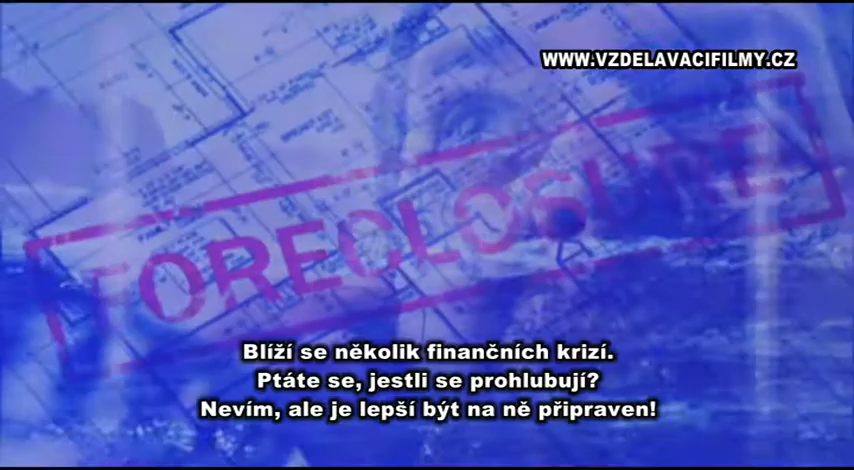 WWW.VZDELAVACIFILMY.CZ
FORECLOSURE
Blíží se několik finančních krizí.
Ptáte se, jestli se prohlubují?
Nevím, ale je lepší být na ně připraven!